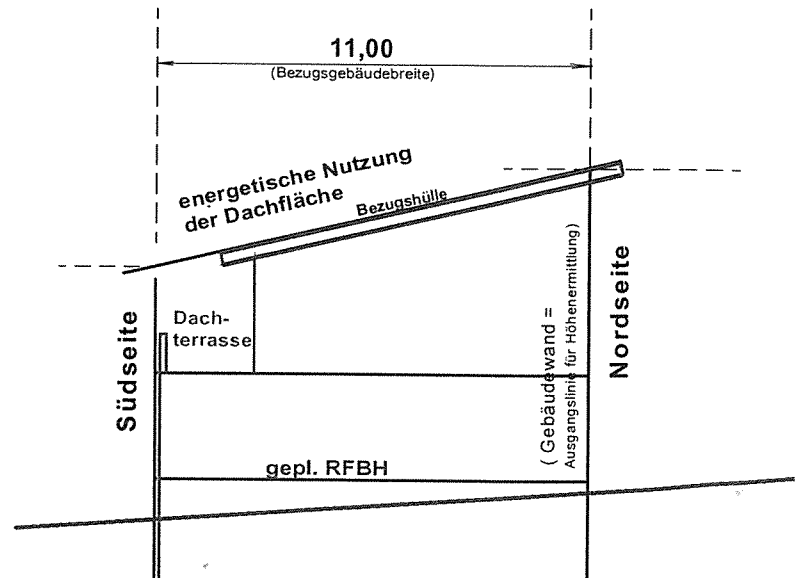 11,00
(Bezugsgebäudebreite)
energetische Nutzung
der Dachfläche
Bezugshülle
Dach-
terrasse
Südseite
( Gebäudewand =
Ausgangslinie für Höhenermittlung)
Nordseite
gepl. RFBH